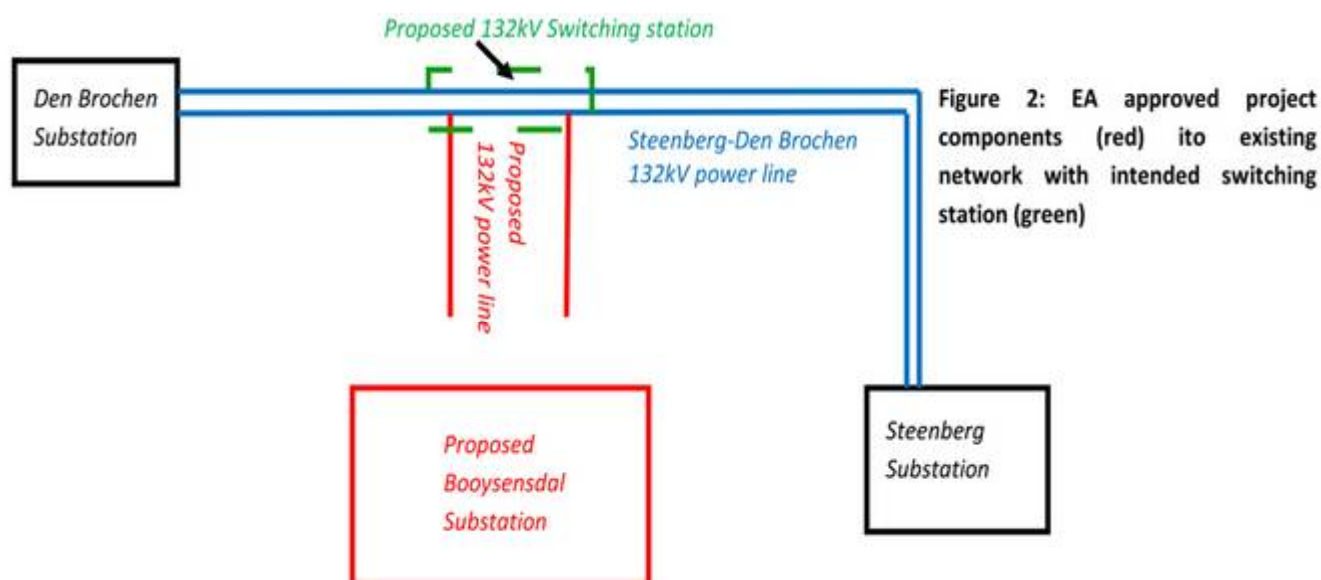 Proposed 132kV Switching station
Den Brochen
Substation
Figure 2: EA approved project
components (red) ito existing
network with intended switching
station (green)
Steenberg-Den Brochen
132kV power line
Proposed
132kV power line
Proposed
Booysensdal
Substation
Steenberg
Substation